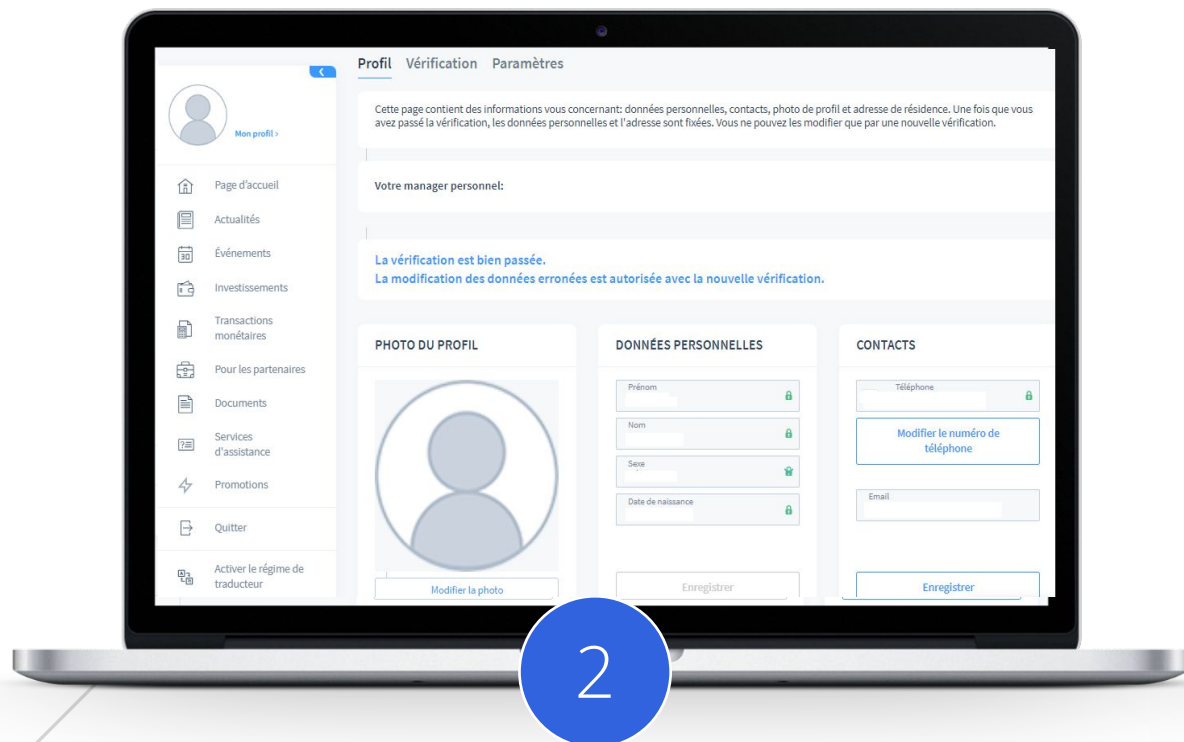 Profil Vérification Paramètres
Cette page contient des informations vous concernant: données personnelles, contacts, photo de profil et adresse de résidence. Une fois que vous
avez passé la vérification, les données personnelles et l'adresse sont fixées. Vous ne pouvez les modifier que par une nouvelle vérification.
Mon profil >
Votre manager personnel:
Page d'accueil
Actualités
30
Événements
Investissements
Transactions
monétaires
Pour les partenaires
Documents
Services
d'assistance
Promotions
Quitter
Activer le régime de
traducteur
La vérification est bien passée.
La modification des données erronées est autorisée avec la nouvelle vérification.
PHOTO DU PROFIL
Modifier la photo
DONNÉES PERSONNELLES
Prénom
Nom
Sexe
Date de naissance
Enregistrer
CONTACTS
Téléphone
Modifier le numéro de
téléphone
Email
Enregistrer
2